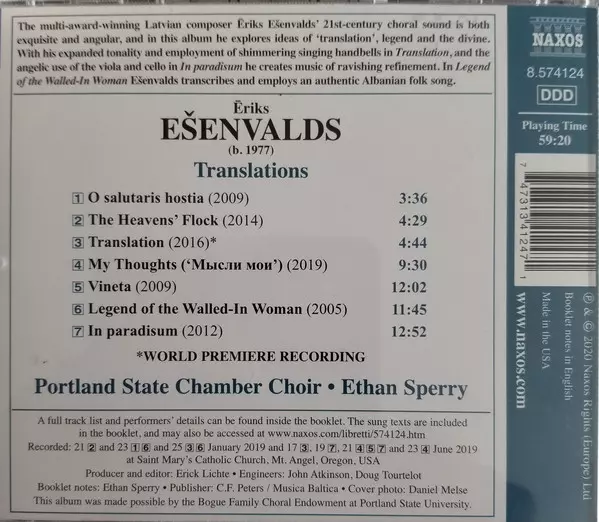 The multi-award-winning Latvian composer Ēriks Ešenvalds' 21st-century choral sound is both
exquisite and angular, and in this album he explores ideas of 'translation', legend and the divine.
With his expanded tonality and employment of shimmering singing handbells in Translation, and the
angelic use of the viola and cello in In paradisum he creates music of ravishing refinement. In Legend
of the Walled-In Woman Ešenvalds transcribes and employs an authentic Albanian folk song.
Ēriks
EŠENVALDS
(b. 1977)
Translations
1 O salutaris hostia (2009) 3:36
2 The Heavens' Flock (2014) 4:29
3 Translation (2016)* 4:44
4 My Thoughts ('Мысли мои') (2019) 9:30
5 Vineta (2009) 12:02
6 Legend of the Walled-In Woman (2005) 11:45
7 In paradisum (2012) 12:52
*WORLD PREMIERE RECORDING
Portland State Chamber Choir • Ethan Sperry
A full track list and performers' details can be found inside the booklet. The sung texts are included
in the booklet, and may also be accessed at www.naxos.com/libretti/574124.htm
Recorded: 21 2 and 23 1 6 and 25 3 6 January 2019 and 17 3, 19 7, 21 4 5 7 and 23 4 June 2019
at Saint Mary's Catholic Church, Mt. Angel, Oregon, USA
Producer and editor: Erick Lichte • Engineers: John Atkinson, Doug Tourtelot
Booklet notes: Ethan Sperry • Publisher: C.F. Peters / Musica Baltica • Cover photo: Daniel Melse
This album was made possible by the Bogue Family Choral Endowment at Portland State University.
NAXOS
8.574124
DDD
Playing Time
59:20
7 47313 41247 1
℗ & © 2020 Naxos Rights (Europe) Ltd
Booklet notes in English
Made in the USA
www.naxos.com